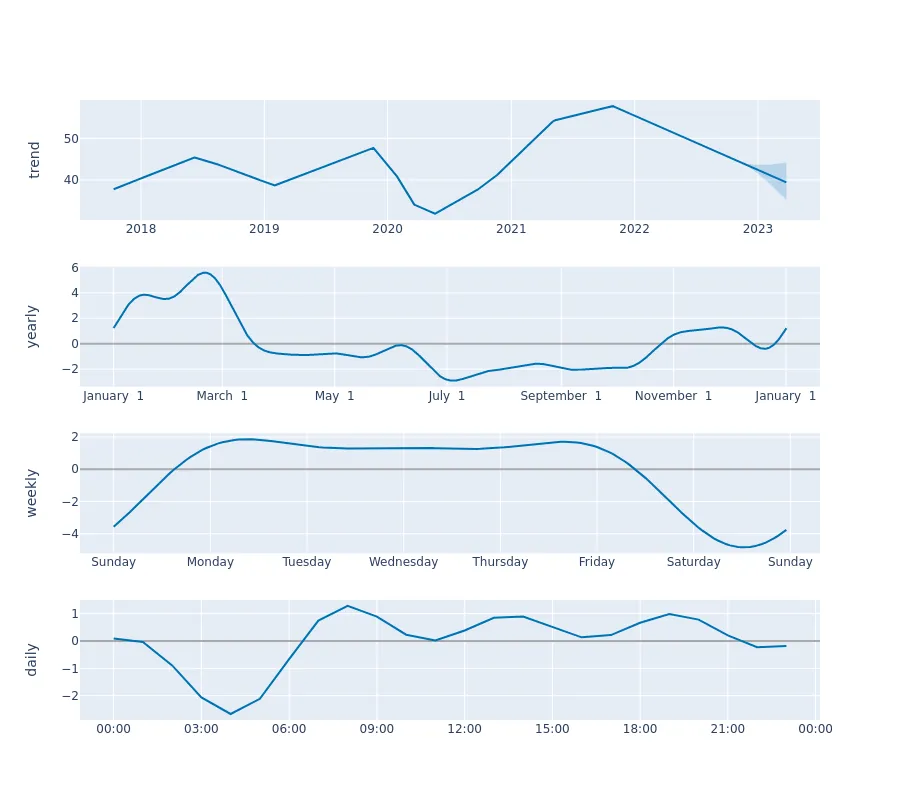 trend
50
40
2018 2019 2020 2021 2022 2023
yearly
6
4
2
0
−2
January 1 March 1 May 1 July 1 September 1 November 1 January 1
weekly
2
0
−2
−4
Sunday Monday Tuesday Wednesday Thursday Friday Saturday Sunday
daily
1
0
−1
−2
00:00 03:00 06:00 09:00 12:00 15:00 18:00 21:00 00:00